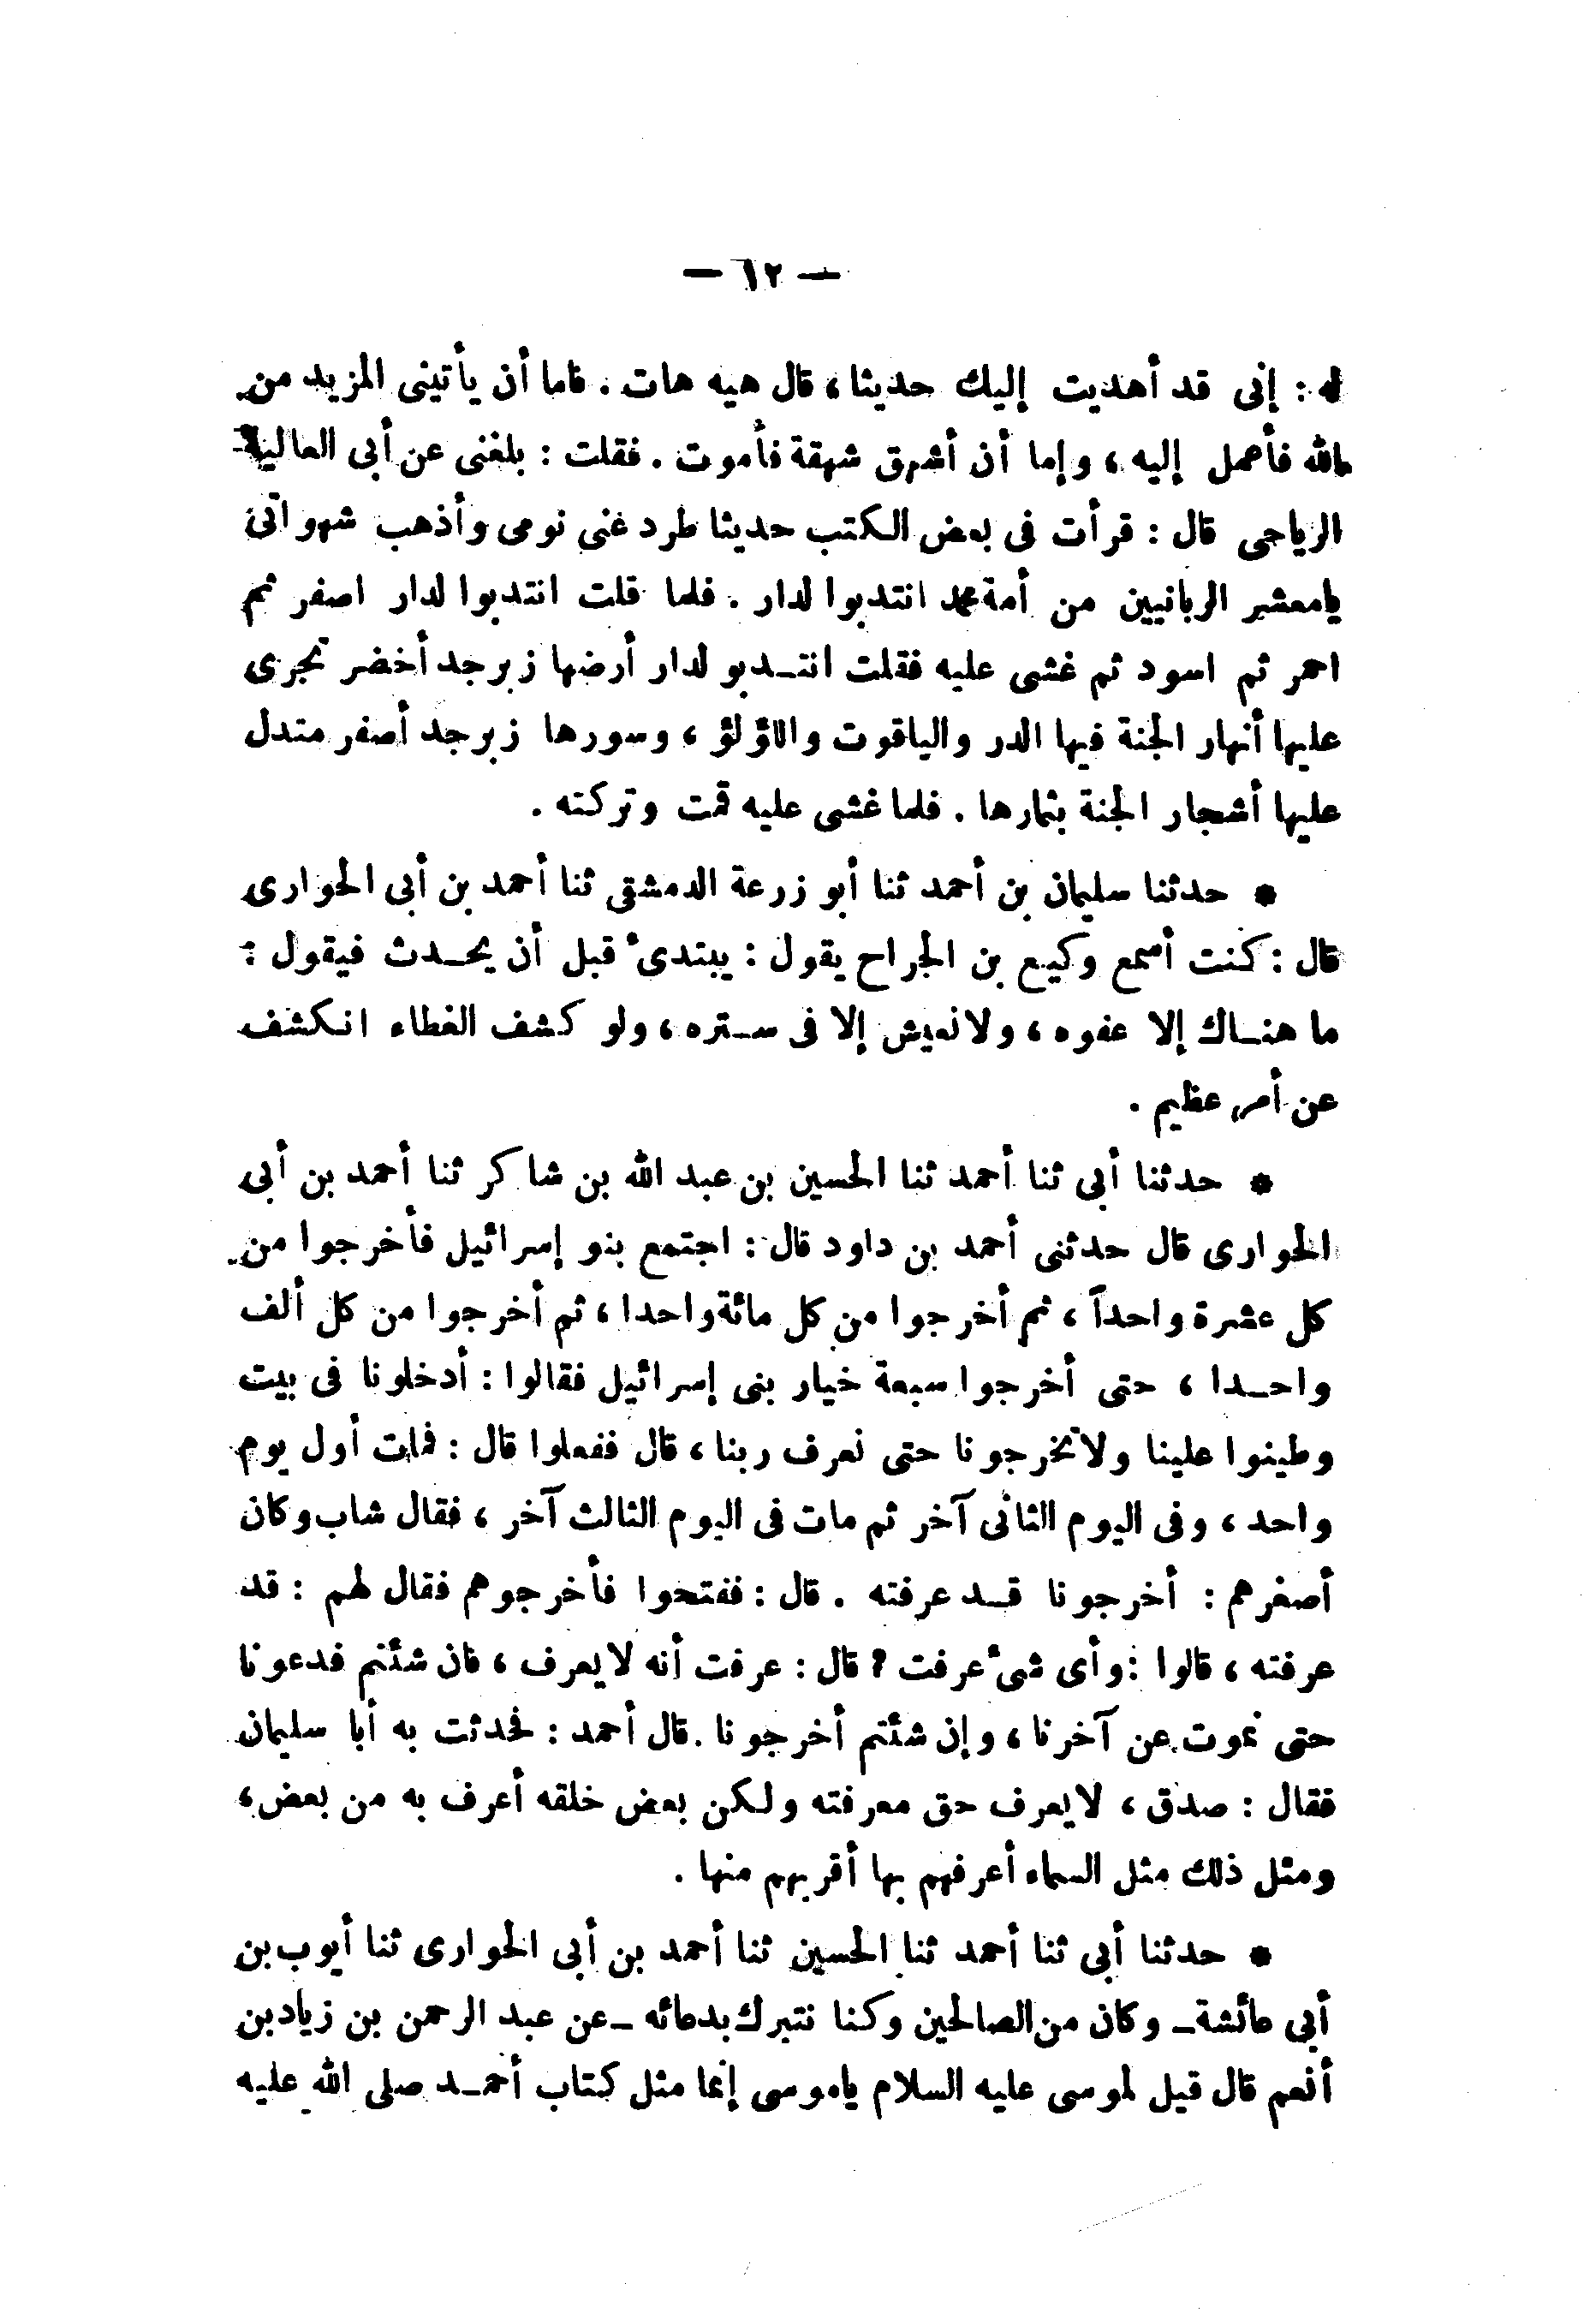 — ١٢ —
له : إنى قد أهديت إليك حديثا ، قال هيه هات . فاما أن يأتينى المزيد من
الله فأعمل إليه ، وإما أن أشهق شهقة فأموت . فقلت : بلغنى عن أبى العالية
الرياحى قال : قرأت فى بعض الكتب حديثا طرد عنى نومى وأذهب شهواتى
يامعشر الربانيين من أمة محمد انتدبوا لدار . فلما قلت انتدبوا لدار اصفر ثم
احمر ثم اسود ثم غشى عليه فقلت انتدبو لدار أرضها زبرجد أخضر تجرى
عليها أنهار الجنة فيها الدر والياقوت واللؤلؤ ، وسورها زبرجد أصفر متدل
عليها أشجار الجنة بثمارها . فلما غشى عليه قمت وتركته .
* حدثنا سليمان بن أحمد ثنا أبو زرعة الدمشقى ثنا أحمد بن أبى الحوارى
قال : كنت أسمع وكيع بن الجراح يقول : يبتدىء قبل أن يحدث فيقول :
ما هناك إلا عفوه ، ولا نعيش إلا فى ستره ، ولو كشف الغطاء انكشف
عن أمر عظيم .
* حدثنا أبى ثنا أحمد ثنا الحسين بن عبد الله بن شاكر ثنا أحمد بن أبى
الحوارى قال حدثنى أحمد بن داود قال : اجتمع بنو إسرائيل فأخرجوا من
كل عشرة واحداً ، ثم أخرجوا من كل مائة واحدا ، ثم أخرجوا من كل ألف
واحدا ، حتى أخرجوا سبعة خيار بنى إسرائيل فقالوا : أدخلونا فى بيت
وطينوا علينا ولا تخرجونا حتى نعرف ربنا ، قال ففعلوا قال : فمات أول يوم
واحد ، وفى اليوم الثانى آخر ثم مات فى اليوم الثالث آخر ، فقال شاب وكان
أصغرهم : أخرجونا قد عرفته . قال : ففتحوا فأخرجوهم فقال لهم : قد
عرفته ، قالوا : وأى شىء عرفت ? قال : عرفت أنه لا يعرف ، فان شئتم فدعونا
حتى نموت عن آخرنا ، وإن شئتم أخرجونا . قال أحمد : فحدثت به أبا سليمان
فقال : صدق ، لا يعرف حق معرفته ولكن بعض خلقه أعرف به من بعض ،
ومثل ذلك مثل السماء أعرفهم بها أقربهم منها .
* حدثنا أبى ثنا أحمد ثنا الحسين ثنا أحمد بن أبى الحوارى ثنا أيوب بن
أبى عائشة ـ وكان من الصالحين وكنا نتبرك بدعائه ـ عن عبد الرحمن بن زياد بن
أنعم قال قيل لموسى عليه السلام ياموسى إنما مثل كتاب أحمد صلى الله عليه